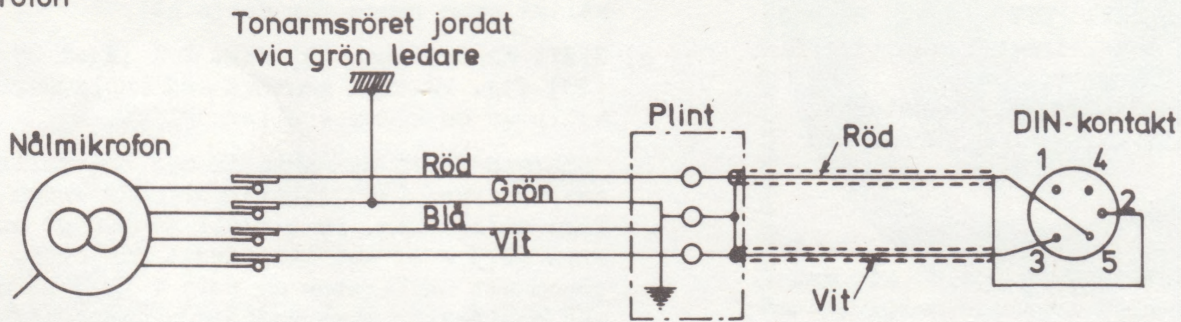 rofon
Tonarmsröret jordat
via grön ledare
Nålmikrofon
Röd
Grön
Blå
Vit
Plint
Röd
Vit
DIN-kontakt
1
4
2
3
5